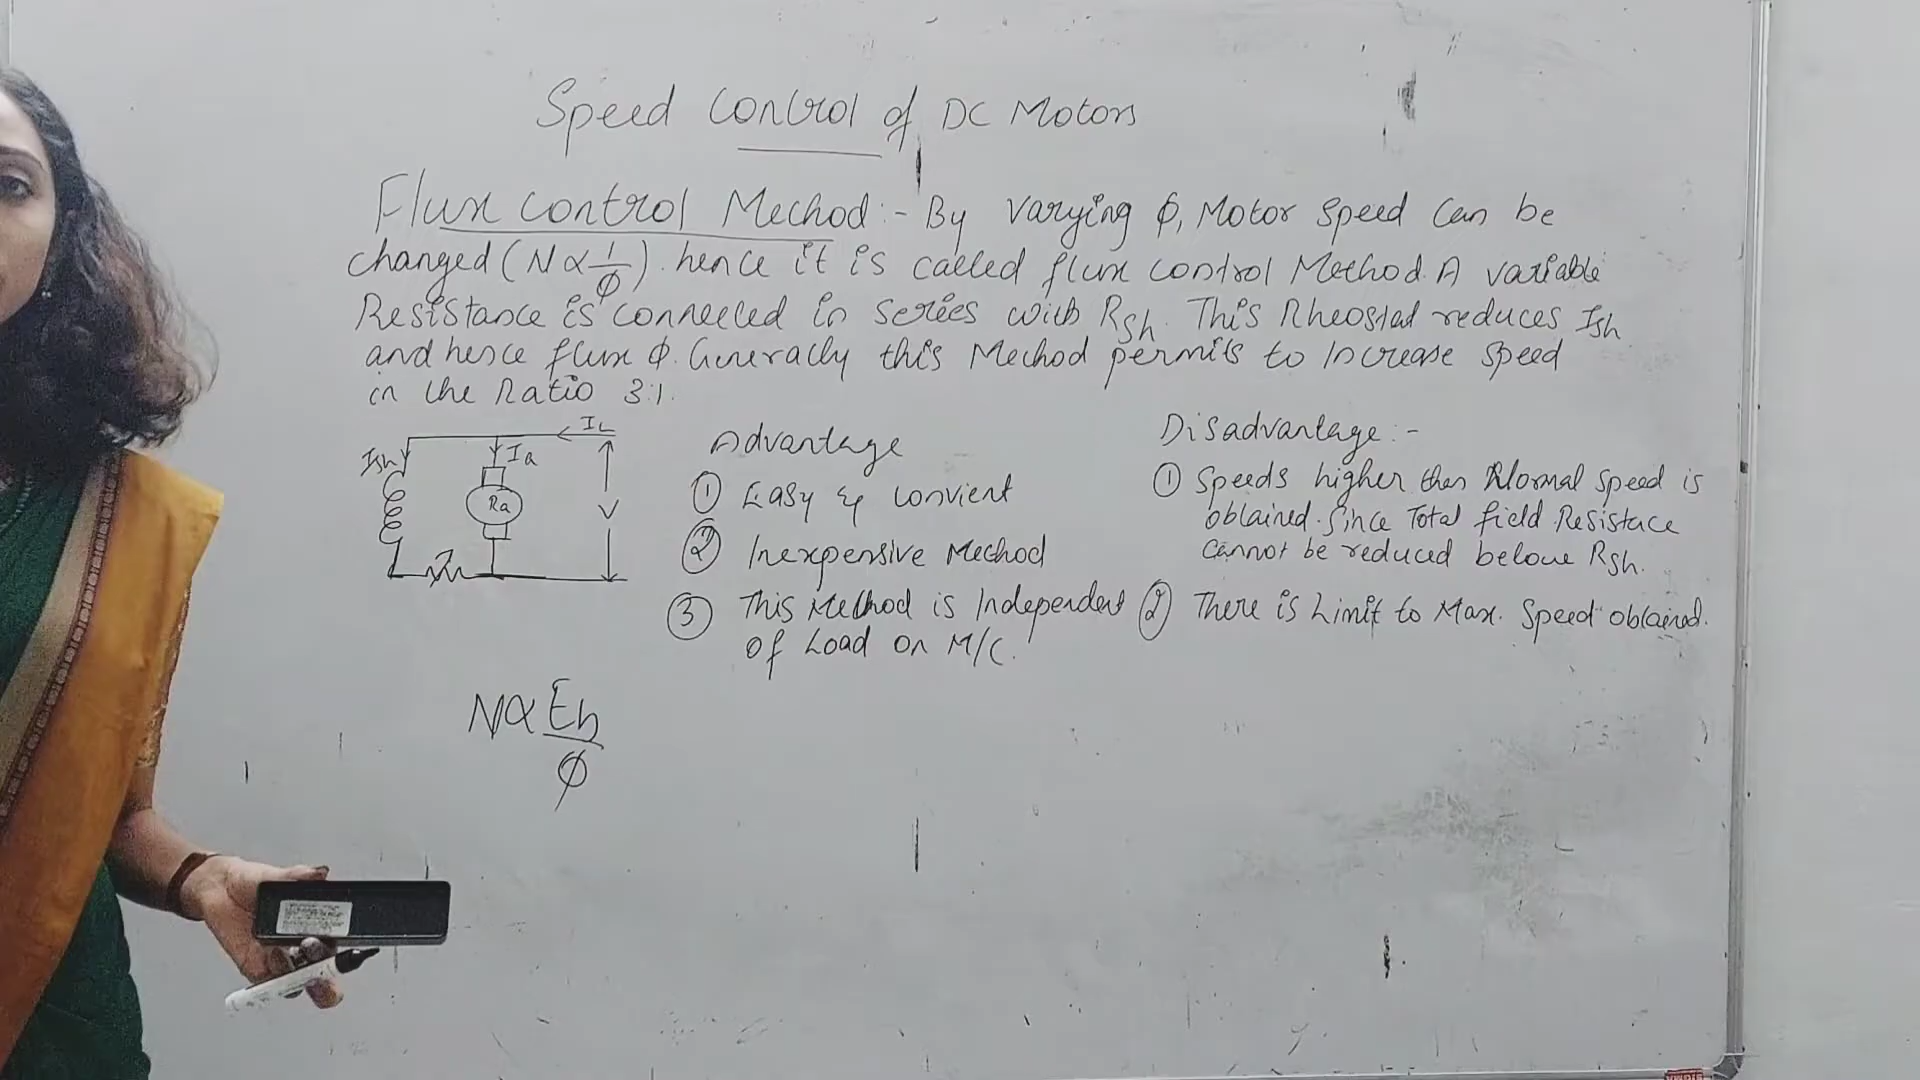 Speed Control of DC Motors
Flux control Method :- By varying φ, Motor speed can be
changed (N ∝ 1/φ). hence it is called flux control Method. A variable
Resistance is connected in series with Rsh. This Rheostat reduces Ish
and hence flux φ. Generally this Method permits to Increase speed
in the Ratio 3:1.
IL
Ish
Ia
Ra
V
Advantage
① Easy & convient
② Inexpensive Method
③ This Method is Independent
of Load on M/C.
Disadvantage :-
① Speeds higher then Normal speed is
obtained. Since Total field Resistace
cannot be reduced belowe Rsh.
② There is Limit to Max. Speed obtained.
N ∝ Eb/φ